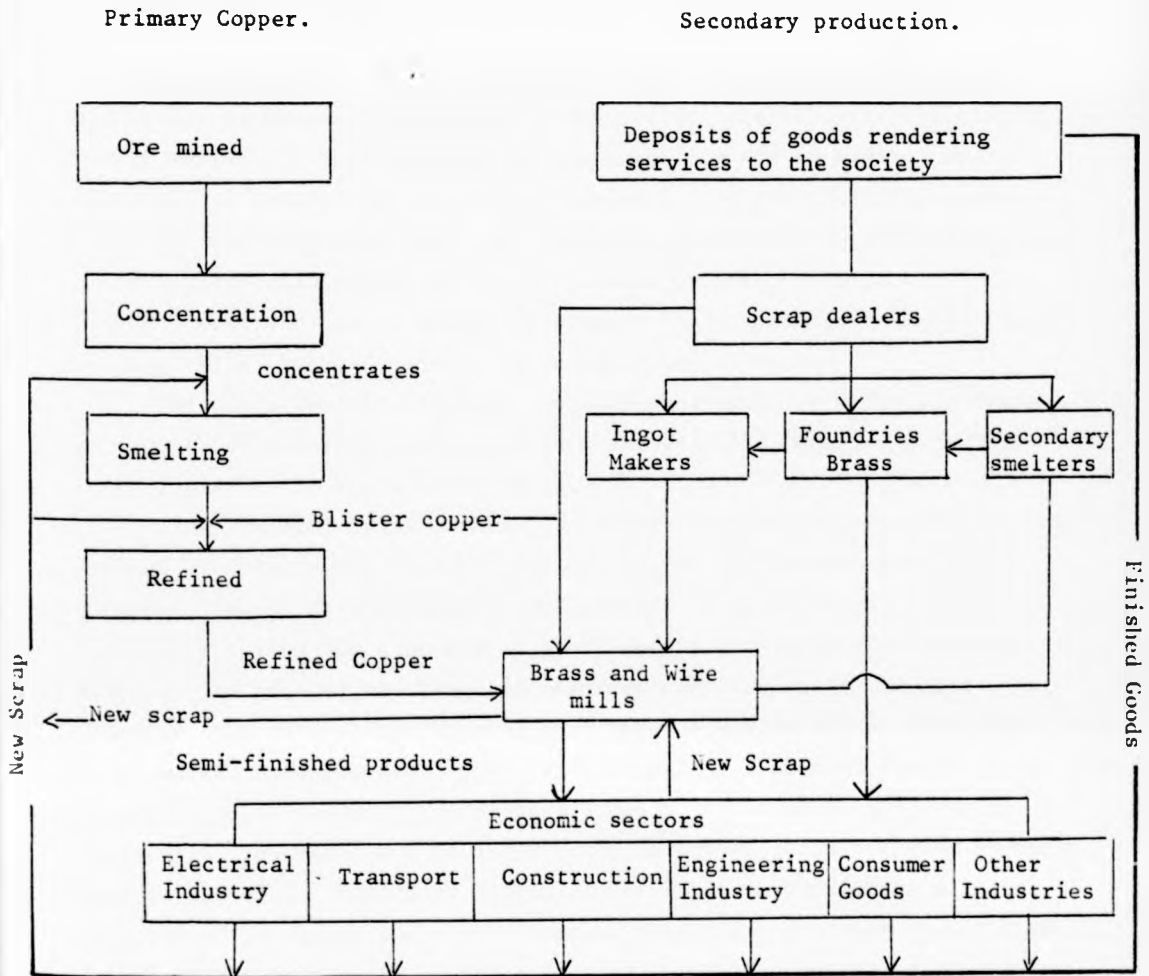 Primary Copper.
Secondary production.
Ore mined
Deposits of goods rendering
services to the society
Concentration
Scrap dealers
concentrates
Smelting
Ingot
Makers
Foundries
Brass
Secondary
smelters
Blister copper
Refined
Finished Goods
Refined Copper
Brass and Wire
mills
New Scrap
New scrap
Semi-finished products
New Scrap
Economic sectors
Electrical
Industry
Transport
Construction
Engineering
Industry
Consumer
Goods
Other
Industries